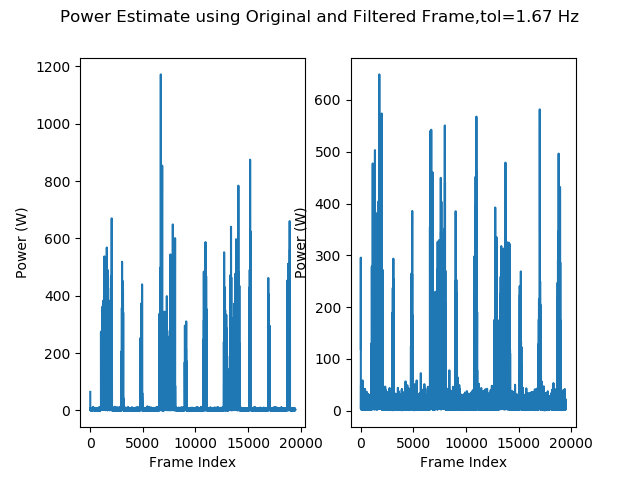 Power Estimate using Original and Filtered Frame,tol=1.67 Hz
1200
1000
800
600
400
200
0
Power (W)
0 5000 10000 15000 20000
Frame Index
600
500
400
300
200
100
0
Power (W)
0 5000 10000 15000 20000
Frame Index